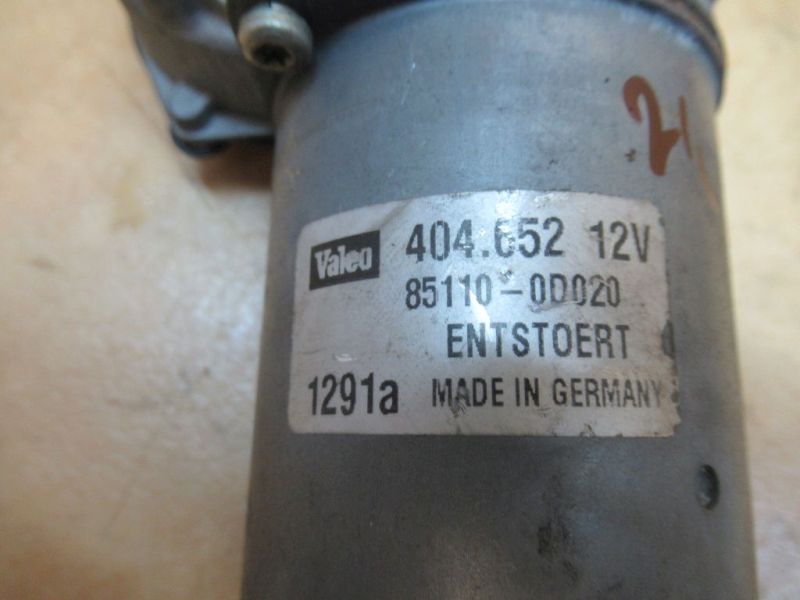 Valeo 404.652 12V
85110-0D020
ENTSTOERT
1291a MADE IN GERMANY